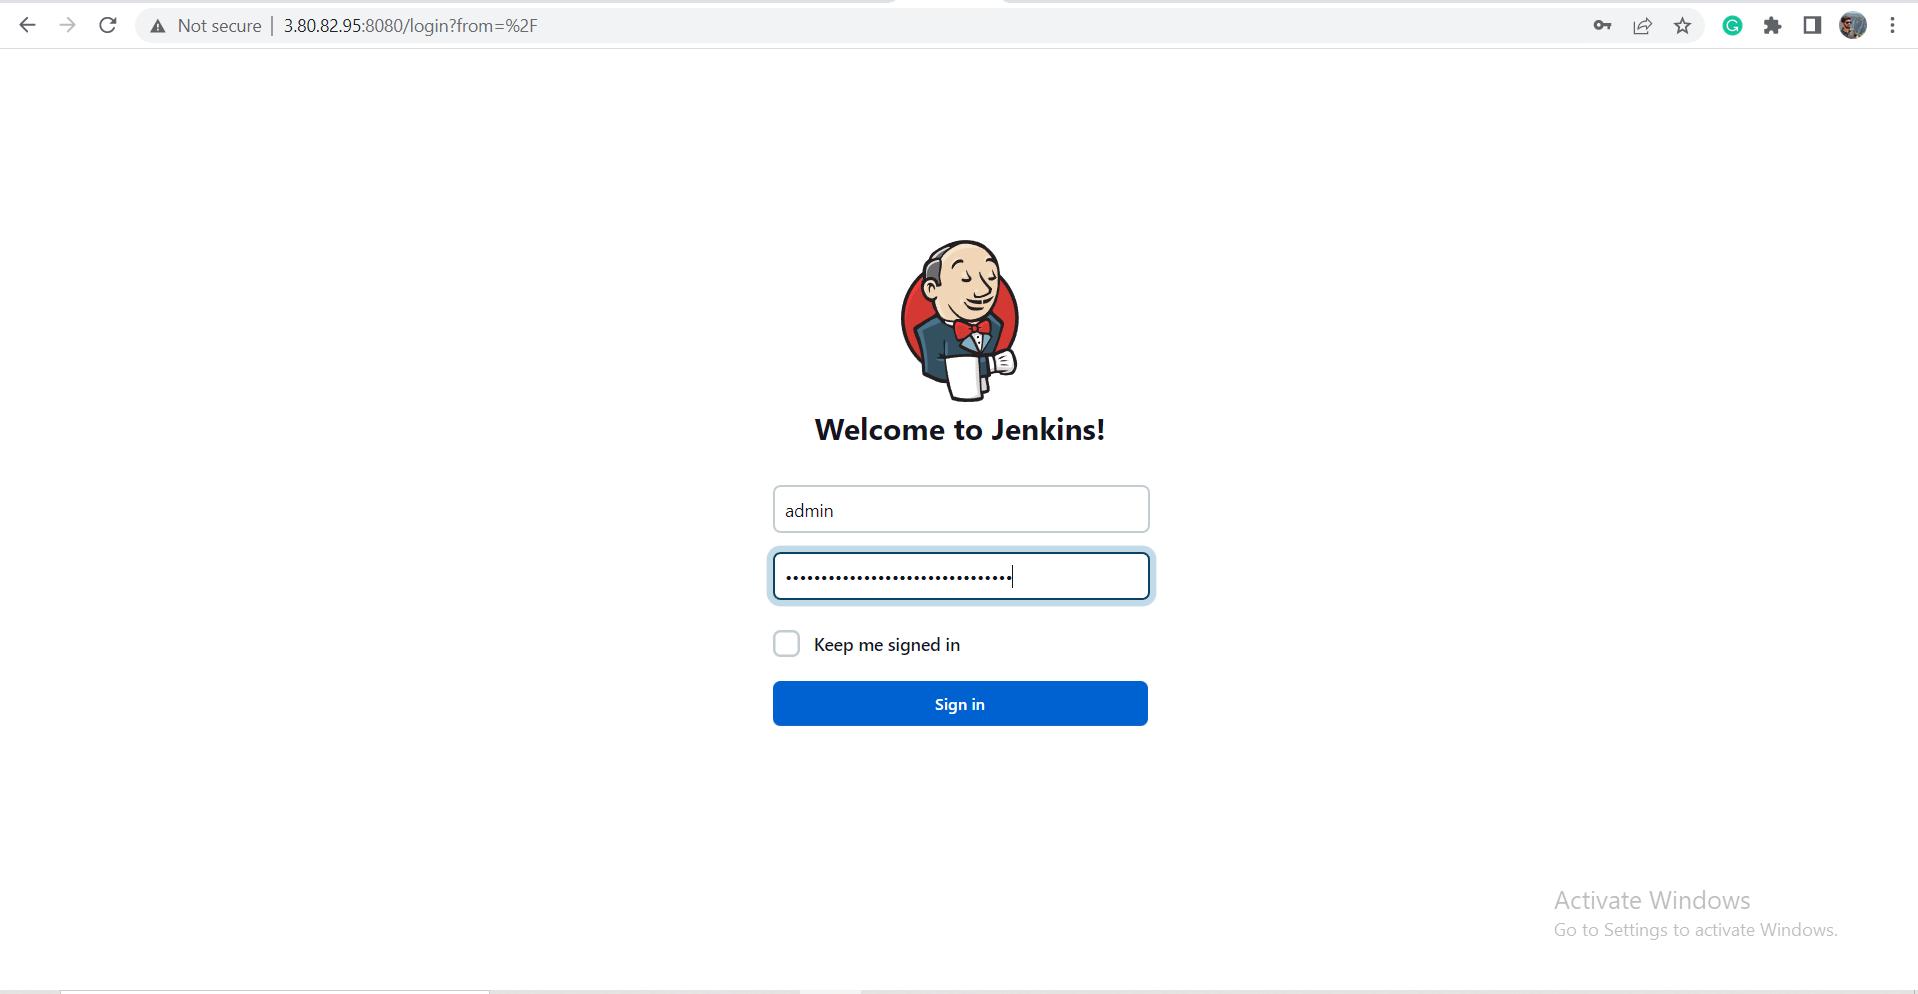 Not secure | 3.80.82.95:8080/login?from=%2F
Welcome to Jenkins!
admin
••••••••••••••••••••••••••••••••
Keep me signed in
Sign in
Activate Windows
Go to Settings to activate Windows.